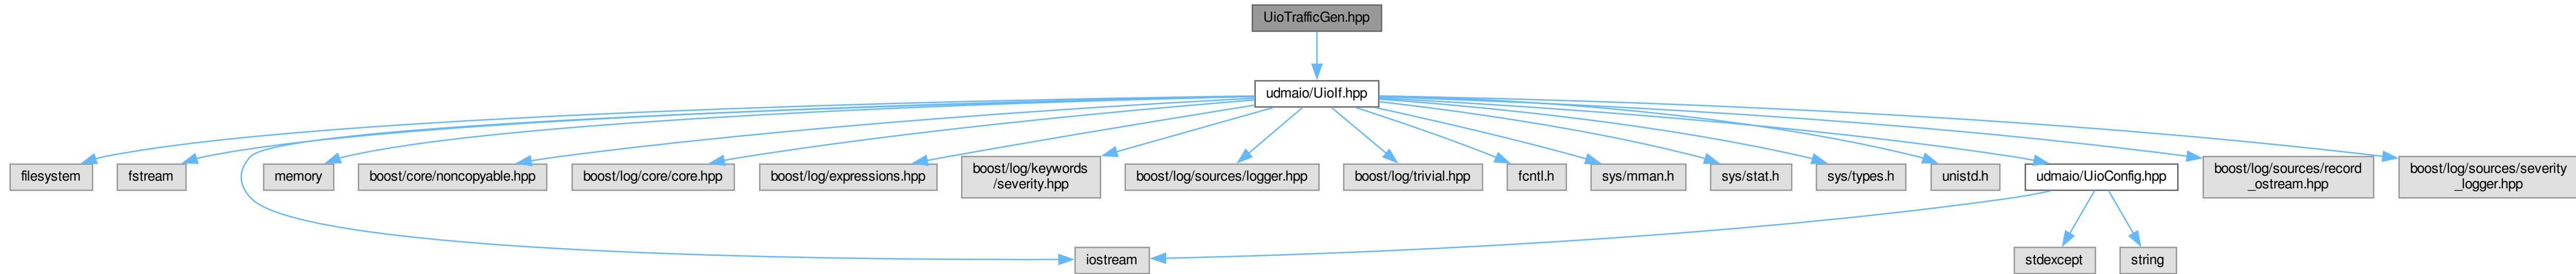 UioTrafficGen.hpp
udmaio/UioIf.hpp
filesystem
fstream
memory
boost/core/noncopyable.hpp
boost/log/core/core.hpp
boost/log/expressions.hpp
boost/log/keywords
/severity.hpp
boost/log/sources/logger.hpp
boost/log/trivial.hpp
fcntl.h
sys/mman.h
sys/stat.h
sys/types.h
unistd.h
udmaio/UioConfig.hpp
boost/log/sources/record
_ostream.hpp
boost/log/sources/severity
_logger.hpp
iostream
stdexcept
string